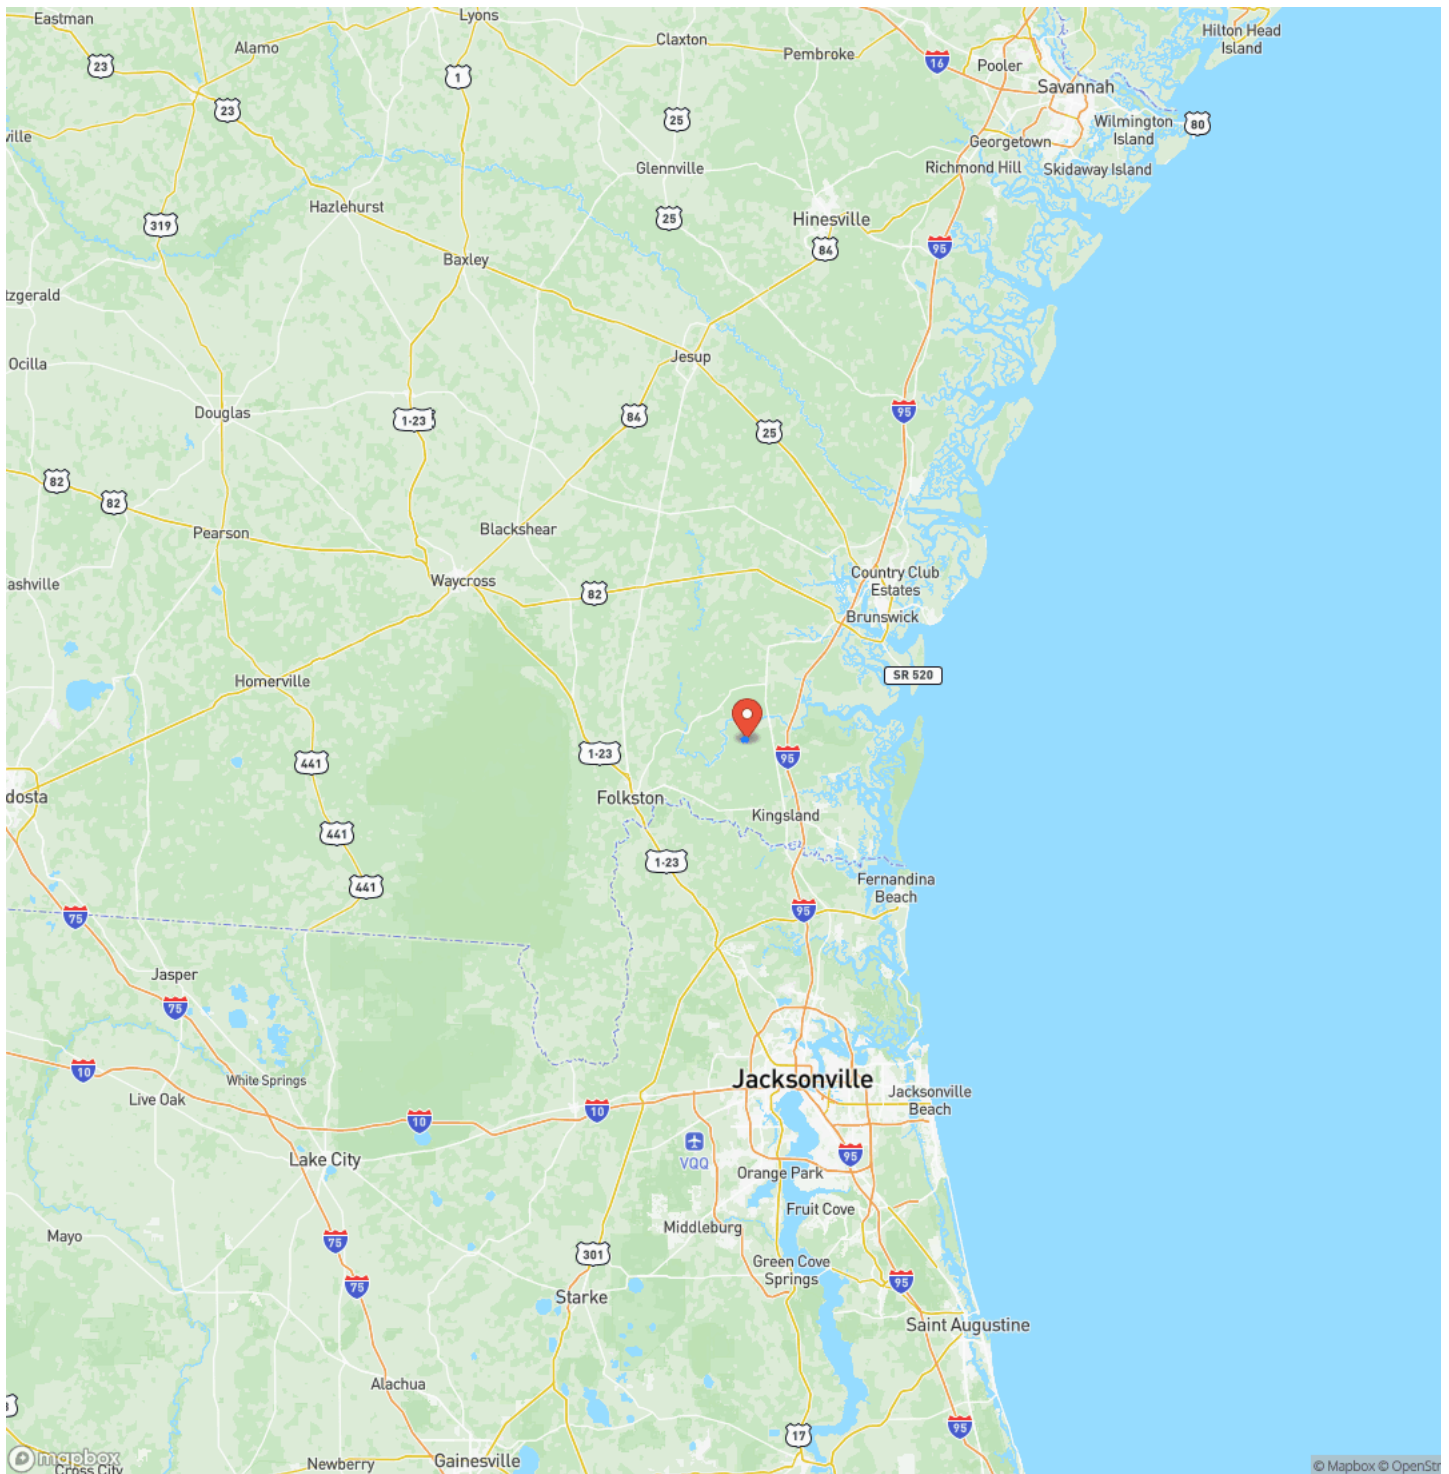 Eastman
Lyons
Hilton Head
Island
Alamo
Claxton
Pembroke
23
1
16
Pooler
Savannah
23
25
Wilmington
Island
80
ville
Georgetown
Glennville
Richmond Hill
Skidaway Island
Hazlehurst
319
25
Hinesville
84
95
Baxley
tzgerald
Jesup
Ocilla
Douglas
1-23
84
25
95
82
82
Pearson
Blackshear
Waycross
ashville
82
Country Club
Estates
Brunswick
Homerville
SR 520
441
1-23
95
dosta
Folkston
Kingsland
441
1-23
441
Fernandina
Beach
75
95
Jasper
75
10
White Springs
Live Oak
Jacksonville
Jacksonville
Beach
10
10
VQQ
95
Lake City
Orange Park
Fruit Cove
Mayo
75
Middleburg
301
Green Cove
Springs
75
95
Starke
Saint Augustine
Alachua
95
17
mapbox
Cross City
Newberry
Gainesville
© Mapbox © OpenStr